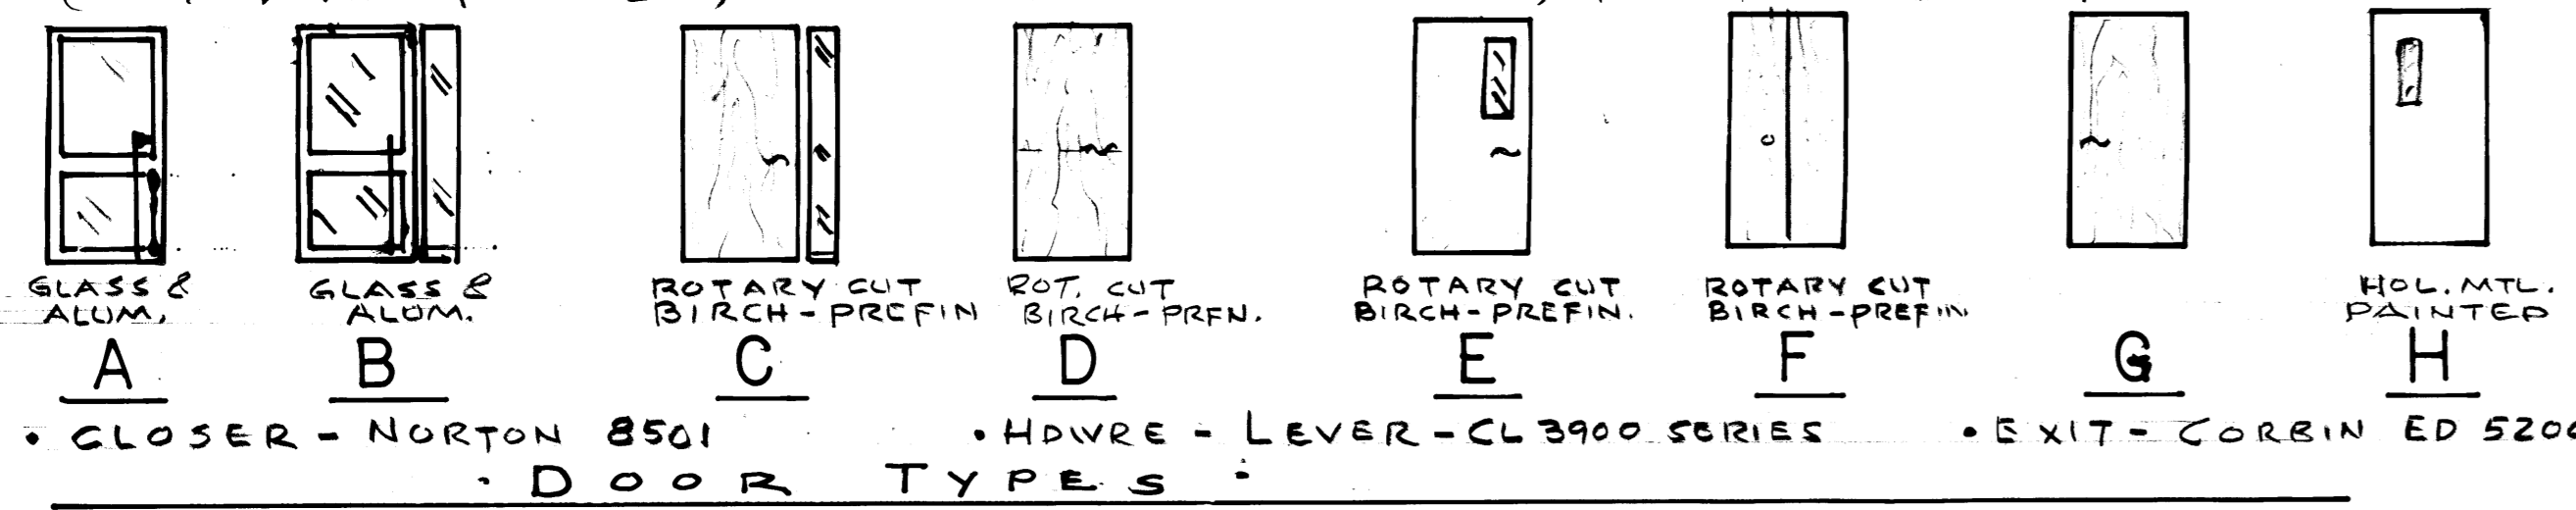 GLASS & ALUM.
GLASS & ALUM.
ROTARY CUT BIRCH-PREFIN
ROT. CUT BIRCH-PRFN.
ROTARY CUT BIRCH-PREFIN.
ROTARY CUT BIRCH-PREFIN
HOL. MTL. PAINTED
A B C D E F G H
• CLOSER - NORTON 8501 • HDWRE - LEVER - CL 3900 SERIES • EXIT - CORBIN ED
• DOOR TYPES •